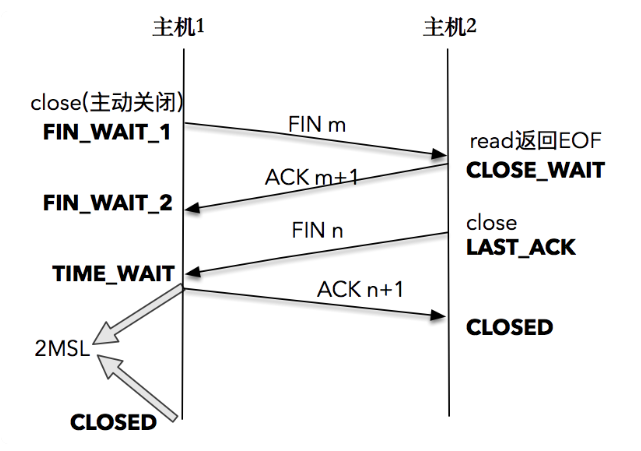 主机1
主机2
close(主动关闭)
FIN_WAIT_1
FIN m
read返回EOF
CLOSE_WAIT
ACK m+1
FIN_WAIT_2
FIN n
close
LAST_ACK
TIME_WAIT
ACK n+1
CLOSED
2MSL
CLOSED